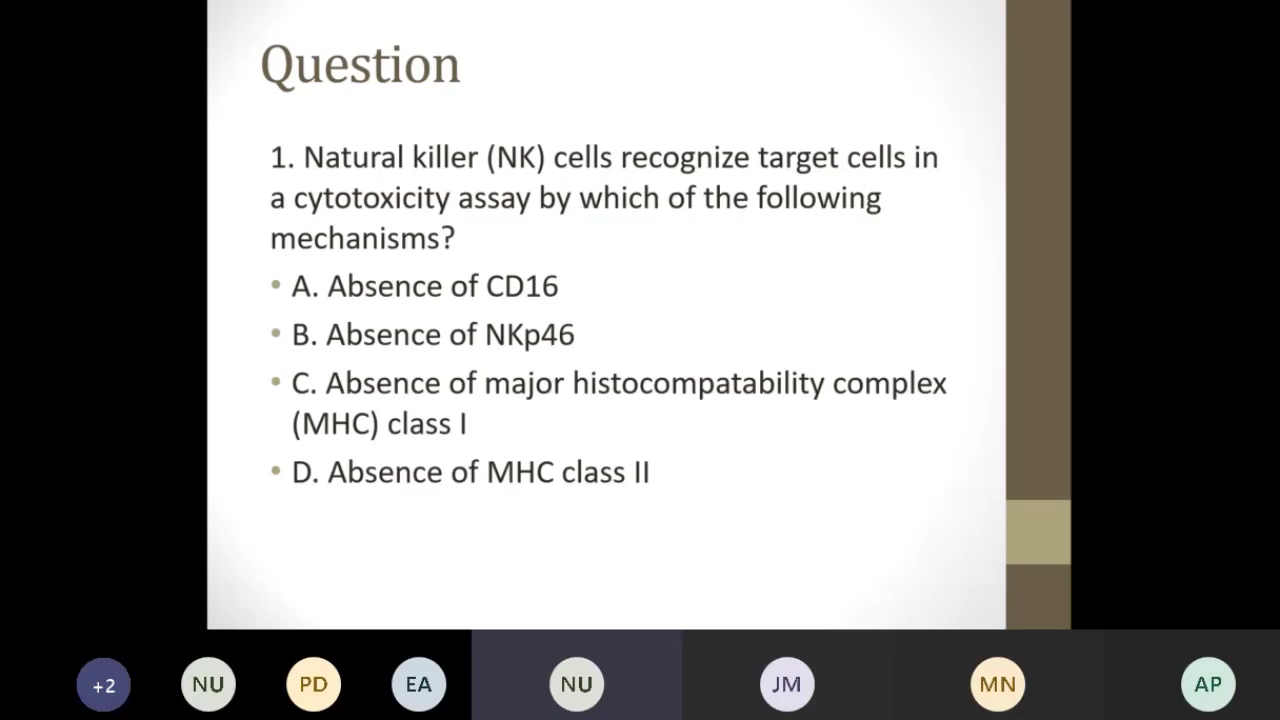 Question
1. Natural killer (NK) cells recognize target cells in
a cytotoxicity assay by which of the following
mechanisms?
• A. Absence of CD16
• B. Absence of NKp46
• C. Absence of major histocompatability complex
(MHC) class I
• D. Absence of MHC class II
+2 NU PD EA NU JM MN AP